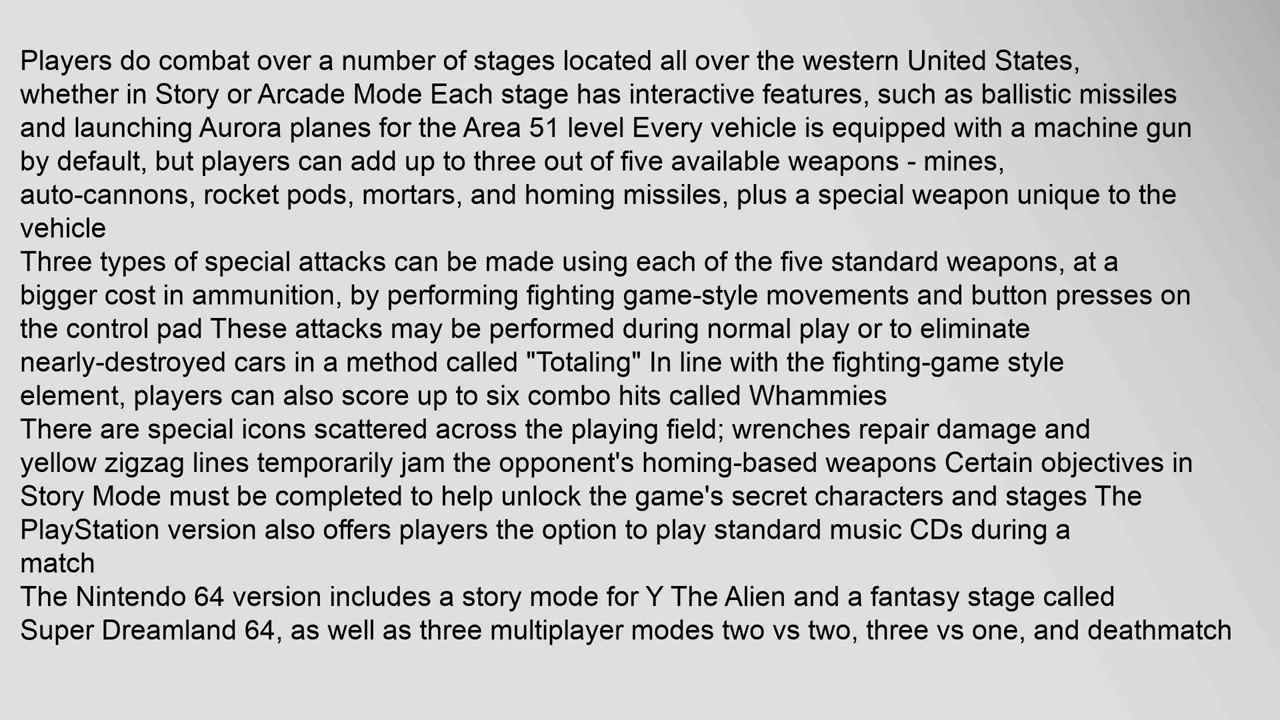 Players do combat over a number of stages located all over the western United States,
whether in Story or Arcade Mode Each stage has interactive features, such as ballistic missiles
and launching Aurora planes for the Area 51 level Every vehicle is equipped with a machine gun
by default, but players can add up to three out of five available weapons - mines,
auto-cannons, rocket pods, mortars, and homing missiles, plus a special weapon unique to the
vehicle
Three types of special attacks can be made using each of the five standard weapons, at a
bigger cost in ammunition, by performing fighting game-style movements and button presses on
the control pad These attacks may be performed during normal play or to eliminate
nearly-destroyed cars in a method called "Totaling" In line with the fighting-game style
element, players can also score up to six combo hits called Whammies
There are special icons scattered across the playing field; wrenches repair damage and
yellow zigzag lines temporarily jam the opponent's homing-based weapons Certain objectives in
Story Mode must be completed to help unlock the game's secret characters and stages The
PlayStation version also offers players the option to play standard music CDs during a
match
The Nintendo 64 version includes a story mode for Y The Alien and a fantasy stage called
Super Dreamland 64, as well as three multiplayer modes two vs two, three vs one, and deathmatch